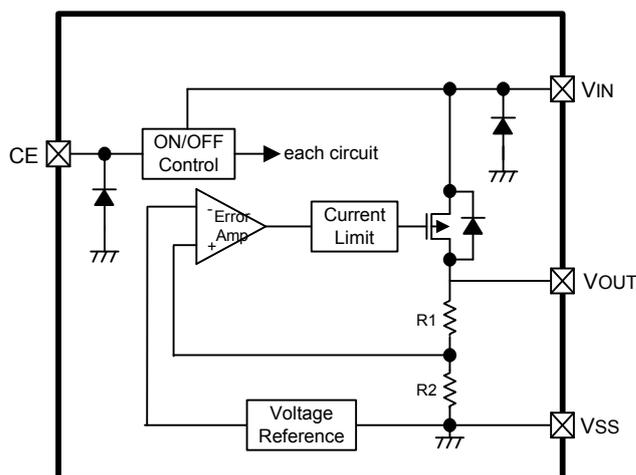 VIN
CE
ON/OFF
Control
each circuit
-
Error
Amp
+
Current
Limit
VOUT
R1
R2
Voltage
Reference
VSS